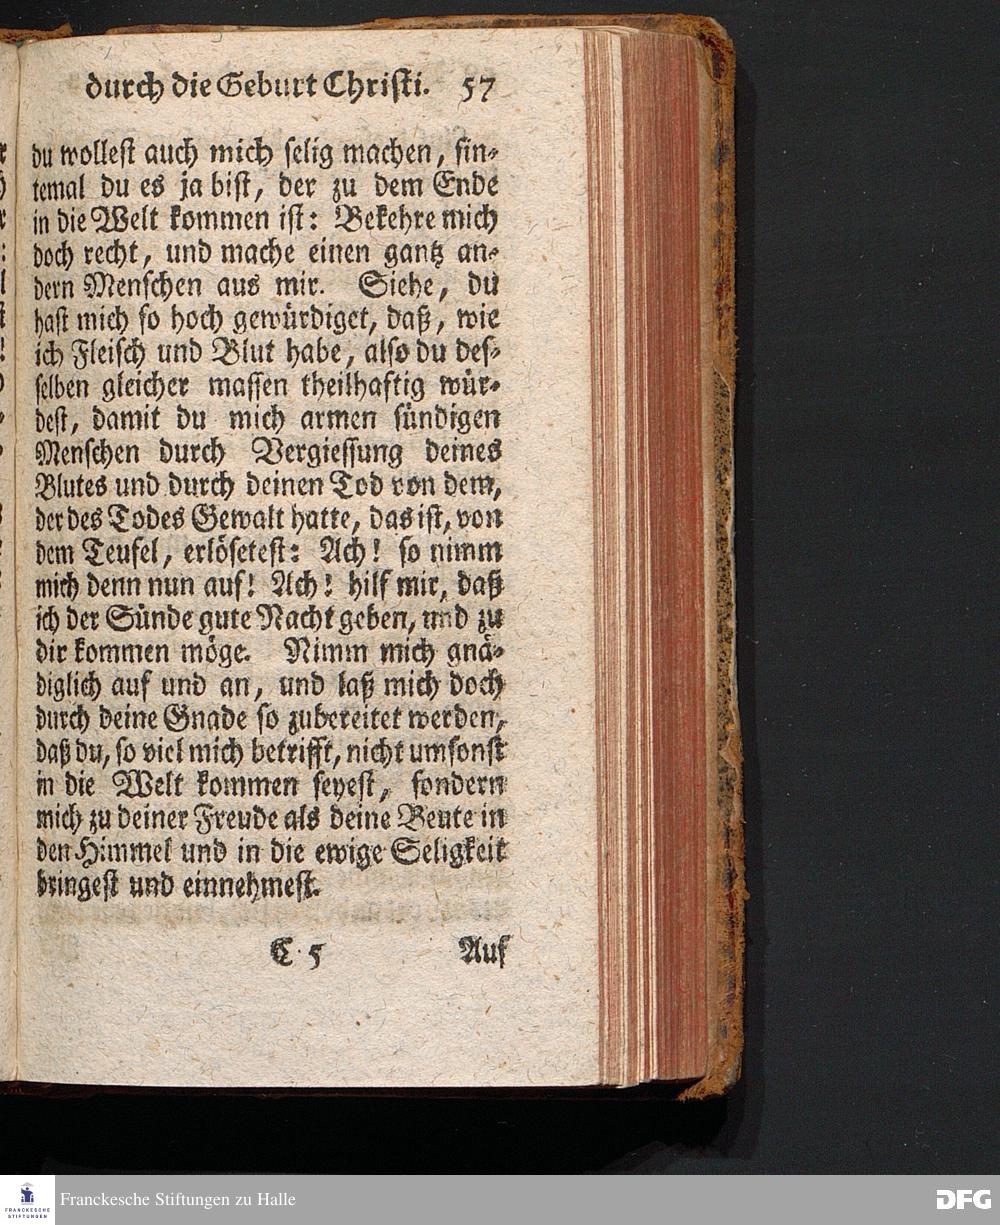 durch die Geburt Christi. 57
du wollest auch mich selig machen, sin-
temal du es ja bist, der zu dem Ende
in die Welt kommen ist: Bekehre mich
doch recht, und mache einen gantz an-
dern Menschen aus mir. Siehe, du
hast mich so hoch gewürdiget, daß, wie
ich Fleisch und Blut habe, also du des-
selben gleicher massen theilhaftig wür-
dest, damit du mich armen sündigen
Menschen durch Vergiessung deines
Blutes und durch deinen Tod von dem,
der des Todes Gewalt hatte, das ist, von
dem Teufel, erlösetest: Ach! so nimm
mich denn nun auf! Ach! hilf mir, daß
ich der Sünde gute Nacht geben, und zu
dir kommen möge. Nimm mich gnä-
diglich auf und an, und laß mich doch
durch deine Gnade so zubereitet werden,
daß du, so viel mich betrifft, nicht umsonst
in die Welt kommen seyest, sondern
mich zu deiner Freude als deine Beute in
den Himmel und in die ewige Seligkeit
bringest und einnehmest.
C 5 Auf
FRANCKESCHE
STIFTUNGEN
Franckesche Stiftungen zu Halle
DFG